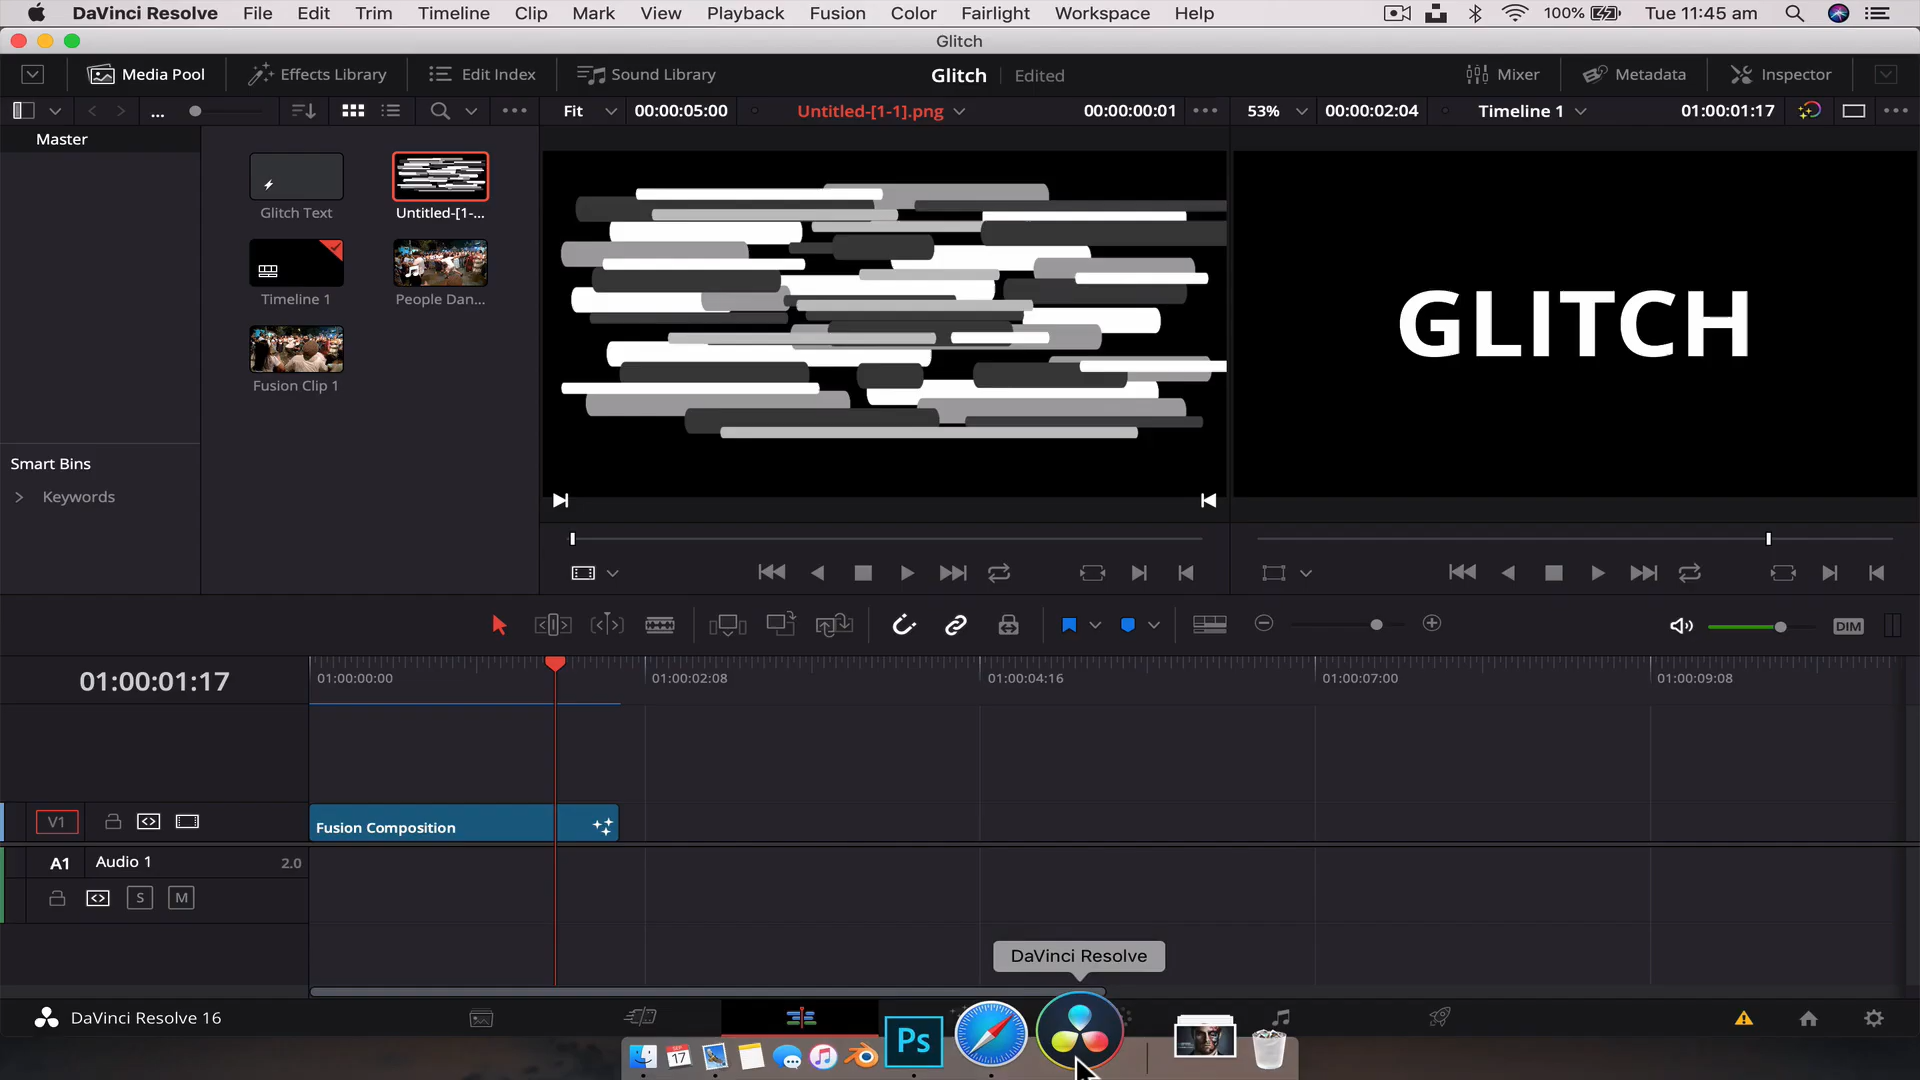 DaVinci Resolve File Edit Trim Timeline Clip Mark View Playback Fusion Color Fairlight Workspace Help 100% Tue 11:45 am
Glitch
Media Pool Effects Library Edit Index Sound Library Glitch Edited Mixer Metadata Inspector
... Fit 00:00:05:00 Untitled-[1-1].png 00:00:00:01 53% 00:00:02:04 Timeline 1 01:00:01:17
Master
Glitch Text Untitled-[1-...
Timeline 1 People Dan...
Fusion Clip 1
GLITCH
Smart Bins
Keywords
DIM
01:00:01:17 01:00:00:00 01:00:02:08 01:00:04:16 01:00:07:00 01:00:09:08
V1 Fusion Composition
A1 Audio 1 2.0
S M
DaVinci Resolve
DaVinci Resolve 16
SEP
17
Ps